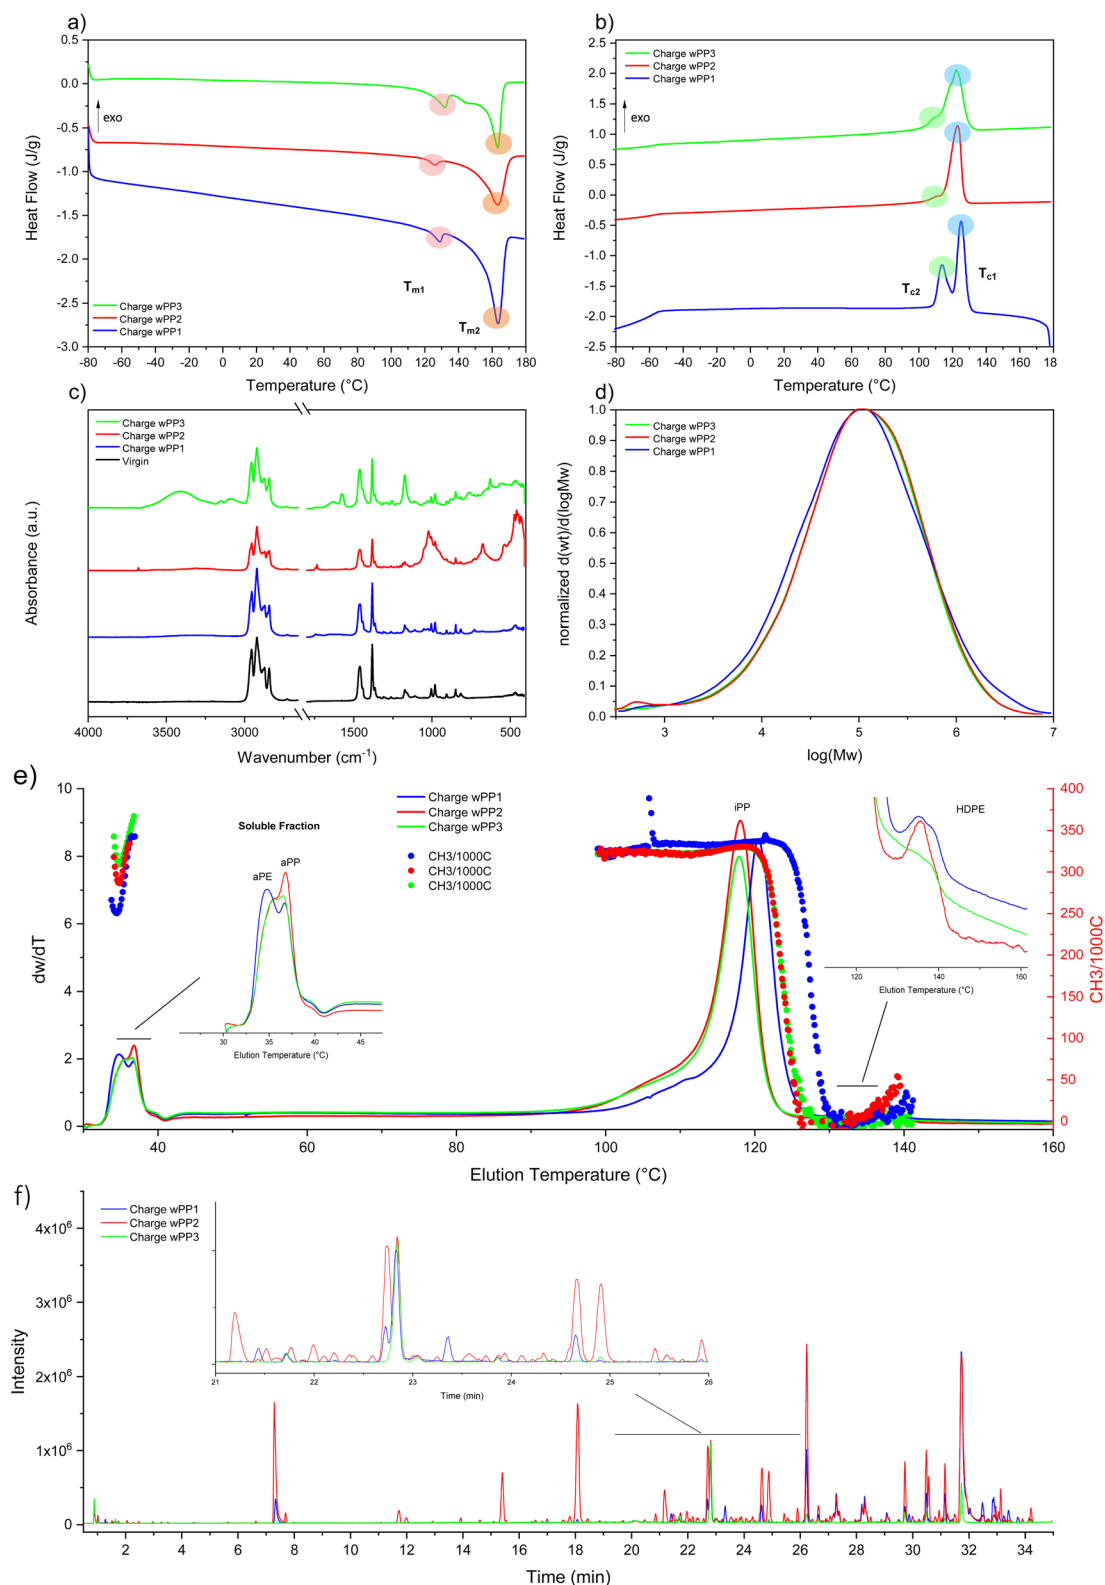 a)
0.5
0.0
-0.5
-1.0
-1.5
-2.0
-2.5
-3.0
Heat Flow (J/g)
exo
Tm1
Tm2
Charge wPP3
Charge wPP2
Charge wPP1
-80 -60 -40 -20 0 20 40 60 80 100 120 140 160 180
Temperature (°C)
b)
2.5
2.0
1.5
1.0
0.5
0.0
-0.5
-1.0
-1.5
-2.0
-2.5
Heat Flow (J/g)
Charge wPP3
Charge wPP2
Charge wPP1
exo
Tc2
Tc1
-80 -60 -40 -20 0 20 40 60 80 100 120 140 160 18
Temperature (°C)
c)
Charge wPP3
Charge wPP2
Charge wPP1
Virgin
Absorbance (a.u.)
4000 3000 1500 1000 500
Wavenumber (cm-1)
d)
1.0
0.9
0.8
0.7
0.6
0.5
0.4
0.3
0.2
0.1
0.0
normalized d(wt)/d(logMw)
Charge wPP3
Charge wPP2
Charge wPP1
3 4 5 6 7
log(Mw)
e)
10
8
6
4
2
0
dw/dT
Soluble Fraction
aPE
aPP
30 35 40 45
Elution Temperature (°C)
Charge wPP1
Charge wPP2
Charge wPP3
CH3/1000C
CH3/1000C
CH3/1000C
iPP
HDPE
120 140 160
Elution Temperature (°C)
400
350
300
250
200
150
100
50
0
CH3/1000C
40 60 80 100 120 140 160
Elution Temperature (°C)
f)
4x10⁶
3x10⁶
2x10⁶
1x10⁶
0
Intensity
Charge wPP1
Charge wPP2
Charge wPP3
21 22 23 24 25 26
Time (min)
2 4 6 8 10 12 14 16 18 20 22 24 26 28 30 32 34
Time (min)